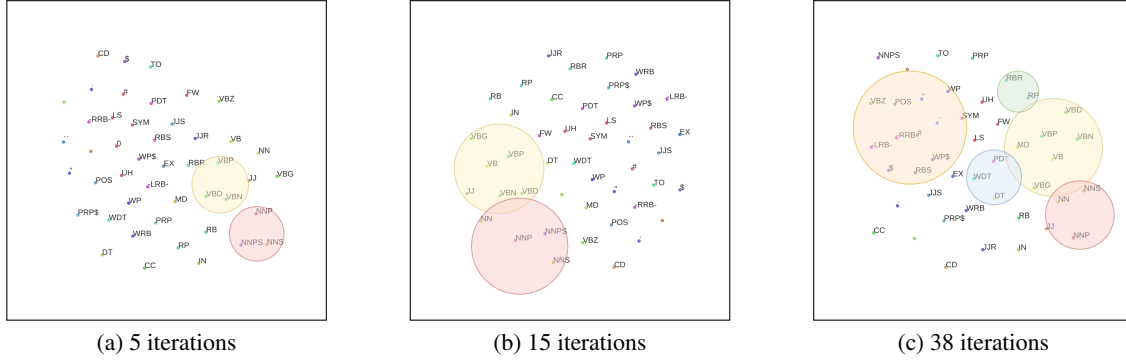 CD
$
TO
#
PDT
FW
VBZ
RRB-
LS
SYM
JJS
RBS
JJR
VB
NN
WP$
EX
RBR
VBP
VBG
JJ
POS
UH
LRB-
WP
MD
VBD
VBN
PRP$
WDT
PRP
NNP
WRB
RB
NNPS
NNS
RP
DT
CC
IN
(a) 5 iterations
JJR
PRP
RBR
WRB
RP
PRP$
RB
CC
LRB-
IN
PDT
WP$
LS
VBG
FW
UH
SYM
RBS
EX
VBP
JJS
VB
DT
WDT
#
WP
TO
$
JJ
VBN
VBD
MD
RRB-
NN
POS
NNPS
NNP
VBZ
NNS
CD
(b) 15 iterations
NNPS
TO
PRP
RBR
WP
RP
VBZ
POS
UH
SYM
FW
VBD
RRB-
#
LS
VBP
VBN
LRB-
MD
WP$
PDT
VB
$
RBS
EX
WDT
JJS
DT
VBG
NNS
NN
WRB
PRP$
RB
CC
JJ
NNP
JJR
IN
CD
(c) 38 iterations